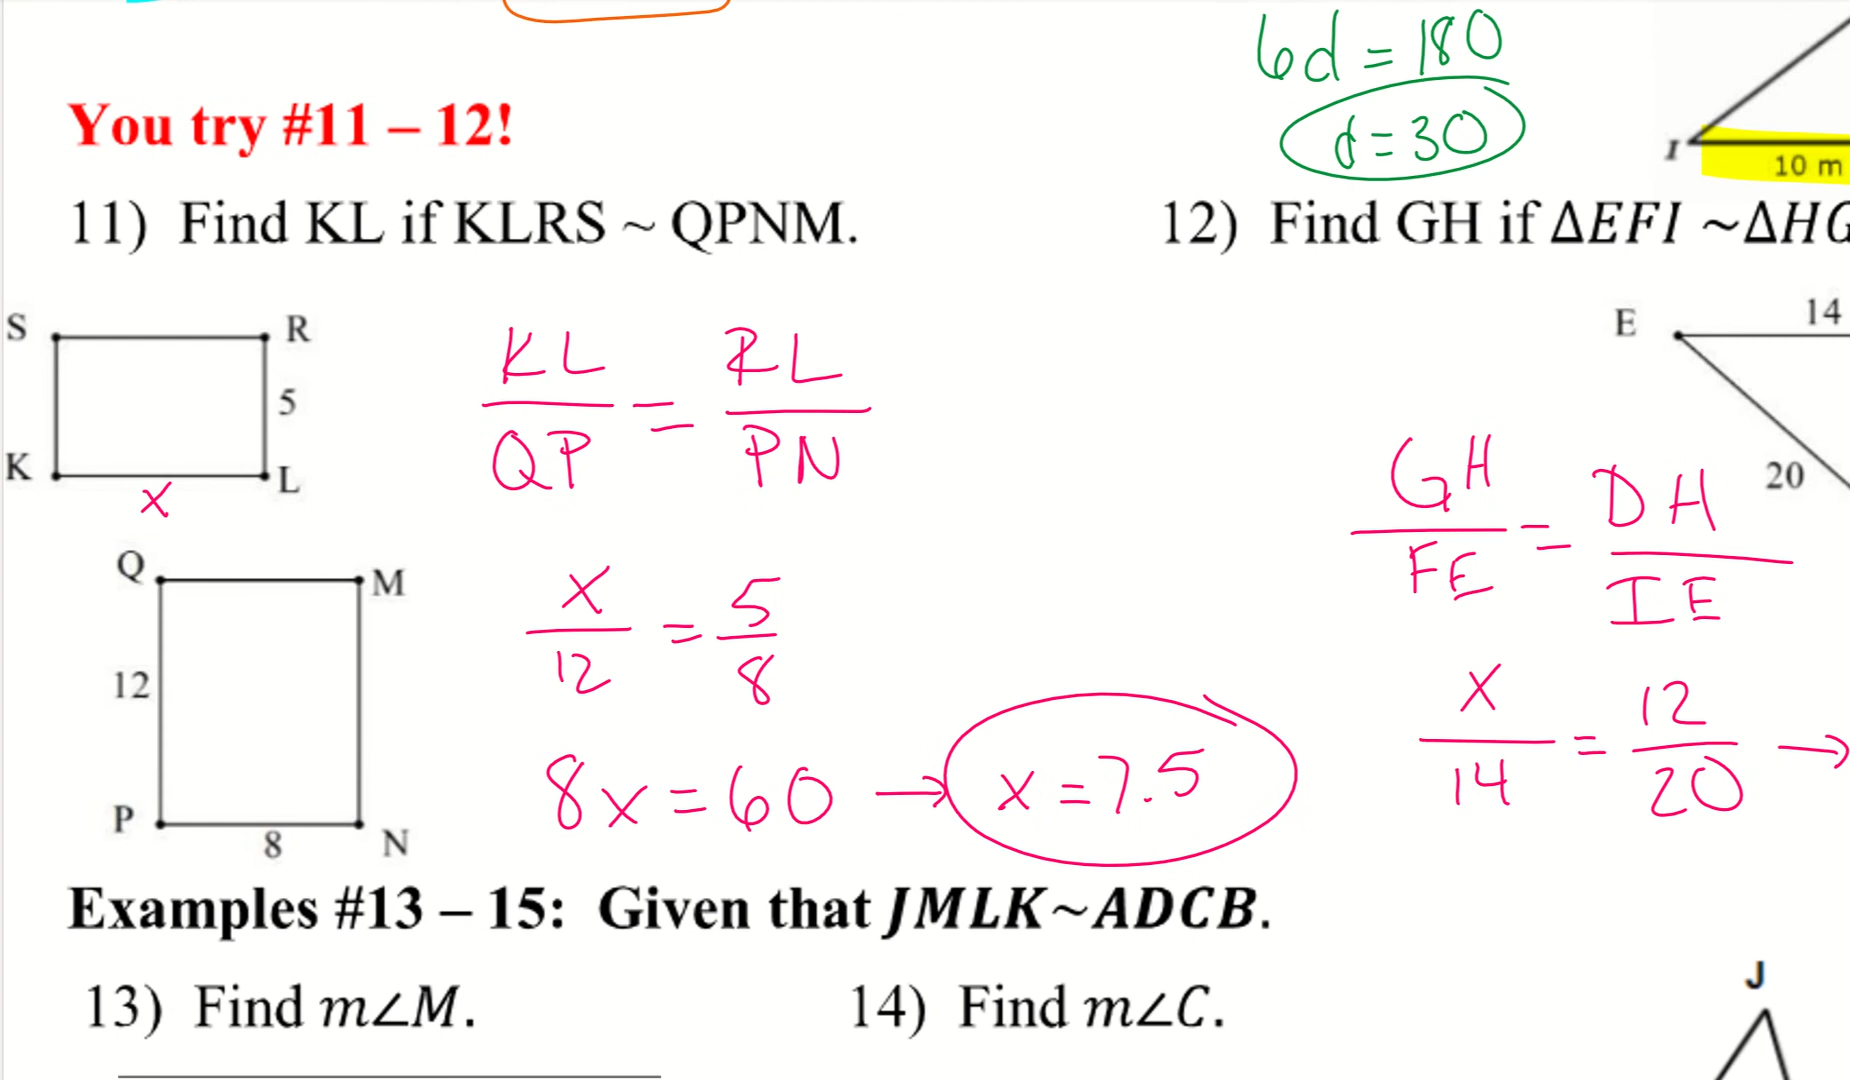 6d = 180
d = 30
You try #11 – 12!
I
10 m
11) Find KL if KLRS ~ QPNM.
12) Find GH if ΔEFI ~ΔHG
S
R
5
K
L
x
KL/QP = RL/PN
E
14
20
GH/FE = DH/IE
Q
M
12
P
8
N
x/12 = 5/8
8x = 60 → x = 7.5
x/14 = 12/20 →
Examples #13 – 15: Given that JMLK~ADCB.
13) Find m∠M.
14) Find m∠C.
J